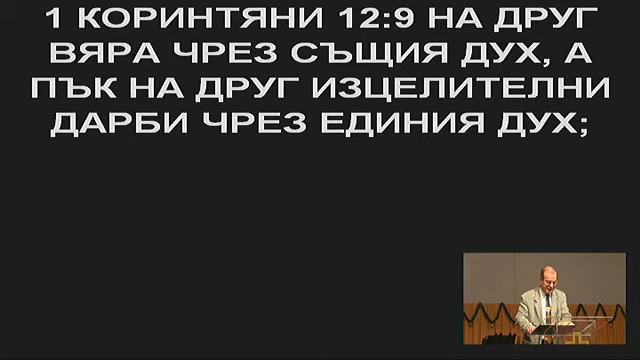 1 КОРИНТЯНИ 12:9 НА ДРУГ
ВЯРА ЧРЕЗ СЪЩИЯ ДУХ, А
ПЪК НА ДРУГ ИЗЦЕЛИТЕЛНИ
ДАРБИ ЧРЕЗ ЕДИНИЯ ДУХ;